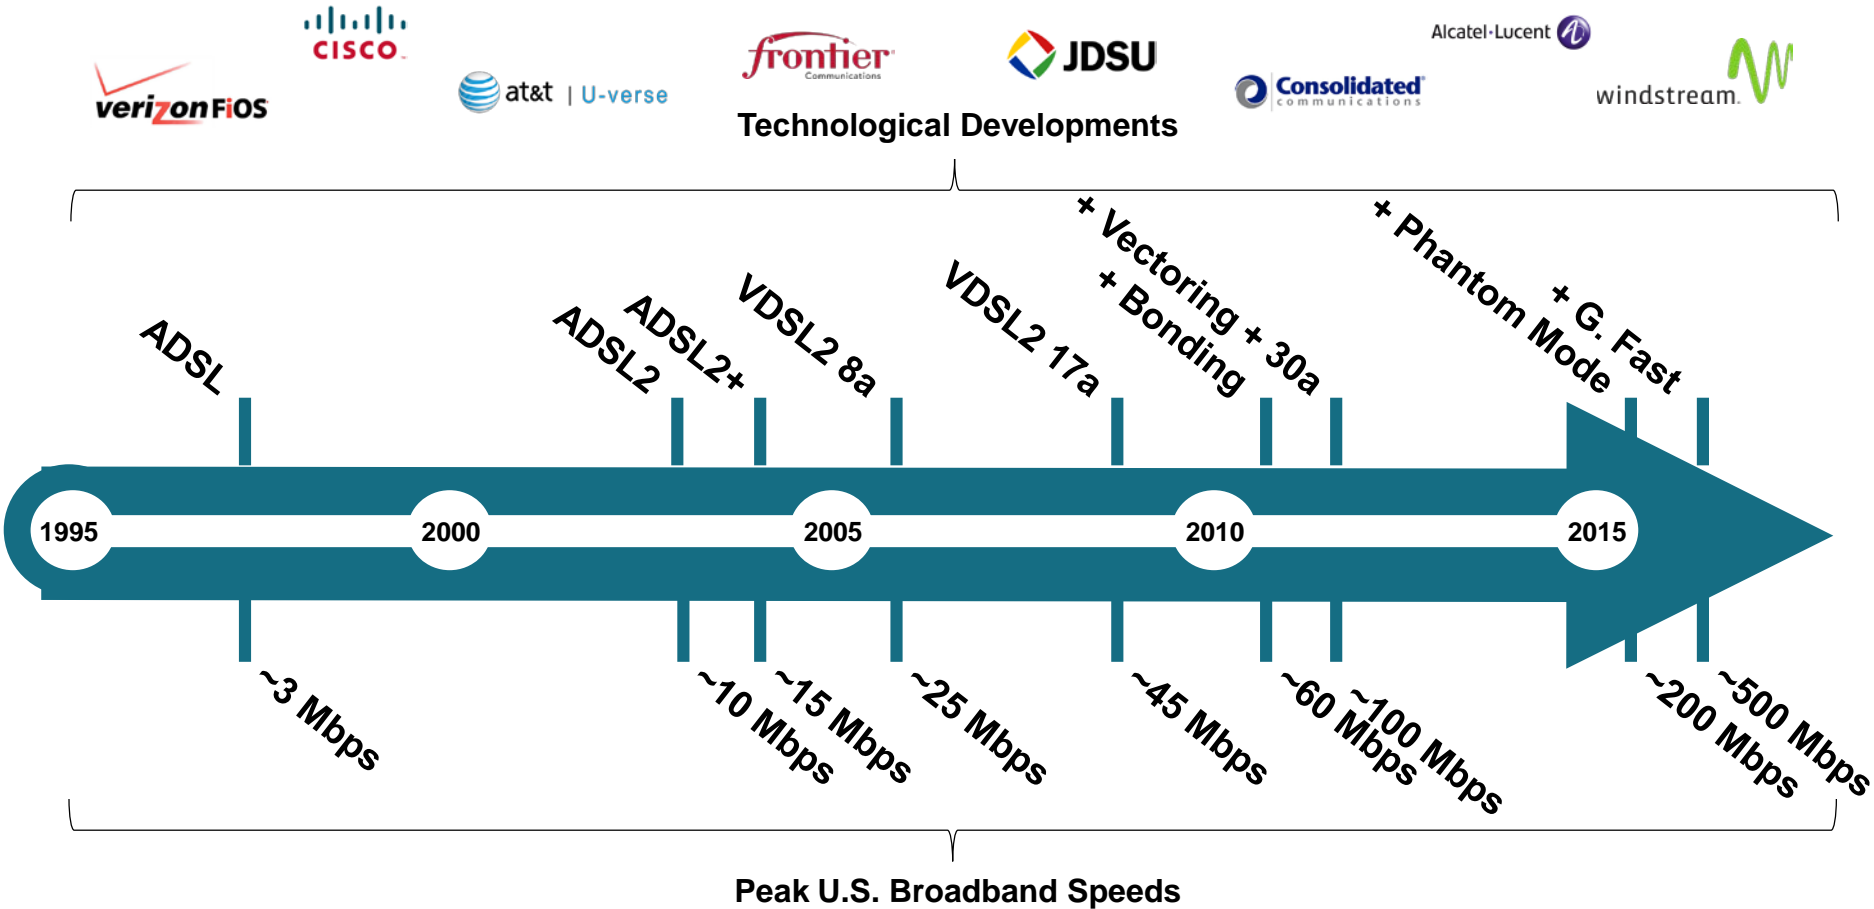 CISCO
verizon FiOS
at&t | U-verse
frontier
Communications
JDSU
Consolidated
communications
Alcatel·Lucent
windstream.
Technological Developments
ADSL
ADSL2
ADSL2+
VDSL2 8a
VDSL2 17a
+ Bonding
+ Vectoring + 30a
+ Phantom Mode
+ G. Fast
1995
2000
2005
2010
2015
~3 Mbps
~10 Mbps
~15 Mbps
~25 Mbps
~45 Mbps
~60 Mbps
~100 Mbps
~200 Mbps
~500 Mbps
Peak U.S. Broadband Speeds